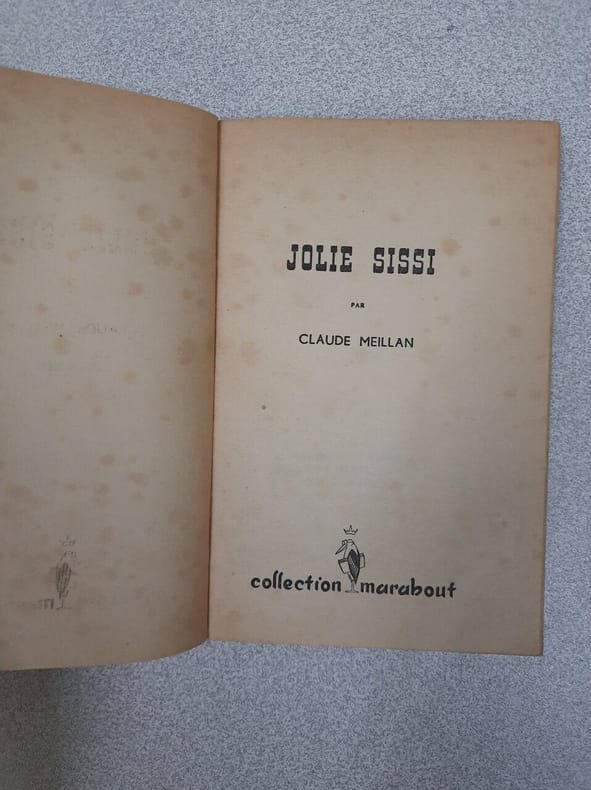 JOLIE SISSI
PAR
CLAUDE MEILLAN
collection marabout